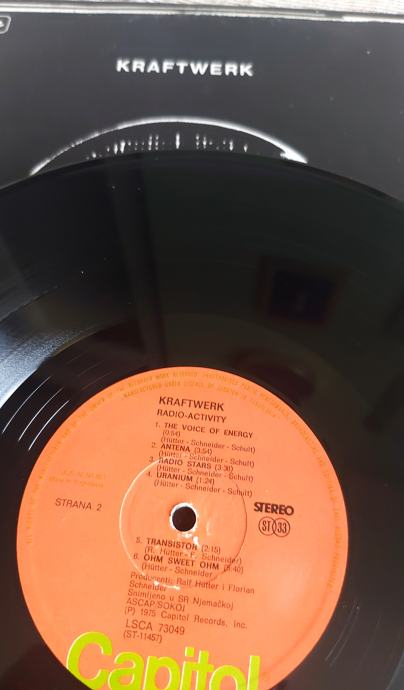 KRAFTWERK
KRAFTWERK
RADIO-ACTIVITY
1. THE VOICE OF ENERGY
(0:54)
(Hütter - Schneider - Schult)
2. ANTENA (3:54)
(Hütter - Schneider - Schult)
3. RADIO STARS (3:38)
(Hütter - Schneider - Schult)
4. URANIUM (1:24)
(Hütter - Schneider - Schult)
STRANA 2
STEREO
ST 33
5. TRANSISTOR (2:15)
(R. Hütter - F. Schneider)
6. OHM SWEET OHM (5:40)
(Hütter - Schneider
Producenti: Ralf Hütter i Florian
Schneider
Snimljeno u SR Njemačkoj
ASCAP/SOKOJ
(P) 1975 Capitol Records, Inc.
LSCA 73049
(ST-11457)
Capitol